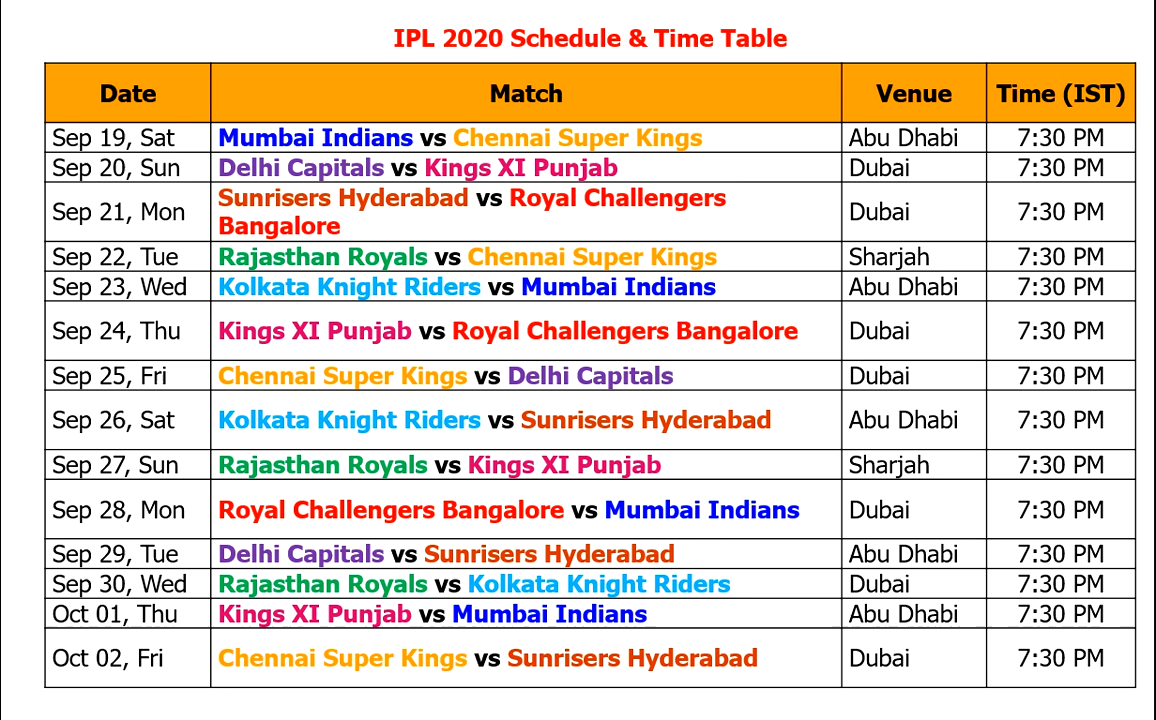 IPL 2020 Schedule & Time Table
Date Match Venue Time (IST)
Sep 19, Sat Mumbai Indians vs Chennai Super Kings Abu Dhabi 7:30 PM
Sep 20, Sun Delhi Capitals vs Kings XI Punjab Dubai 7:30 PM
Sep 21, Mon Sunrisers Hyderabad vs Royal Challengers
Bangalore Dubai 7:30 PM
Sep 22, Tue Rajasthan Royals vs Chennai Super Kings Sharjah 7:30 PM
Sep 23, Wed Kolkata Knight Riders vs Mumbai Indians Abu Dhabi 7:30 PM
Sep 24, Thu Kings XI Punjab vs Royal Challengers Bangalore Dubai 7:30 PM
Sep 25, Fri Chennai Super Kings vs Delhi Capitals Dubai 7:30 PM
Sep 26, Sat Kolkata Knight Riders vs Sunrisers Hyderabad Abu Dhabi 7:30 PM
Sep 27, Sun Rajasthan Royals vs Kings XI Punjab Sharjah 7:30 PM
Sep 28, Mon Royal Challengers Bangalore vs Mumbai Indians Dubai 7:30 PM
Sep 29, Tue Delhi Capitals vs Sunrisers Hyderabad Abu Dhabi 7:30 PM
Sep 30, Wed Rajasthan Royals vs Kolkata Knight Riders Dubai 7:30 PM
Oct 01, Thu Kings XI Punjab vs Mumbai Indians Abu Dhabi 7:30 PM
Oct 02, Fri Chennai Super Kings vs Sunrisers Hyderabad Dubai 7:30 PM